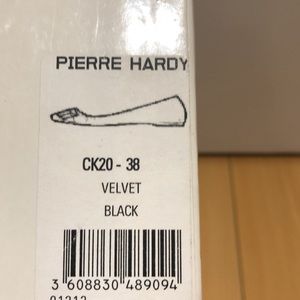 PIERRE HARDY
CK20 - 38
VELVET
BLACK
3 608830 489094